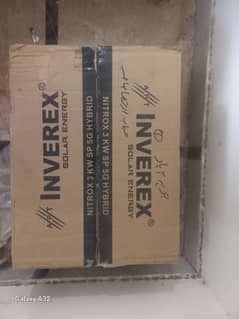 INVEREX®
SOLAR ENERGY
NITROX 3 KW SP 5G HYBRID
NITROX 3 KW SP 5G HYBRID
INVEREX®
SOLAR ENERGY
Galaxy A32